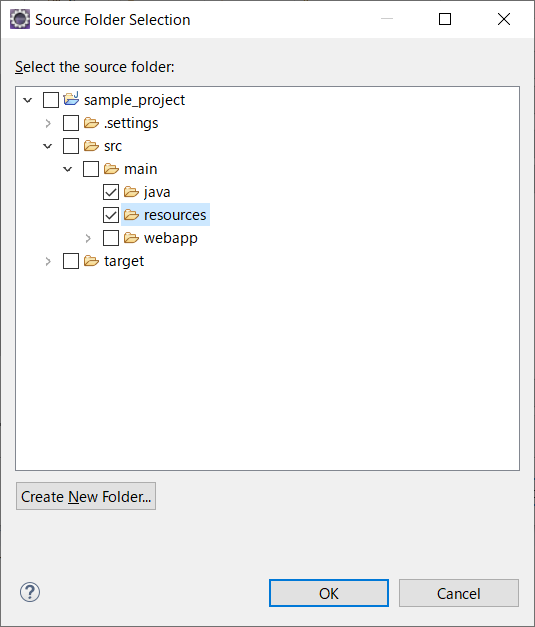 Source Folder Selection
Select the source folder:
sample_project
.settings
src
main
java
resources
webapp
target
Create New Folder...
OK
Cancel